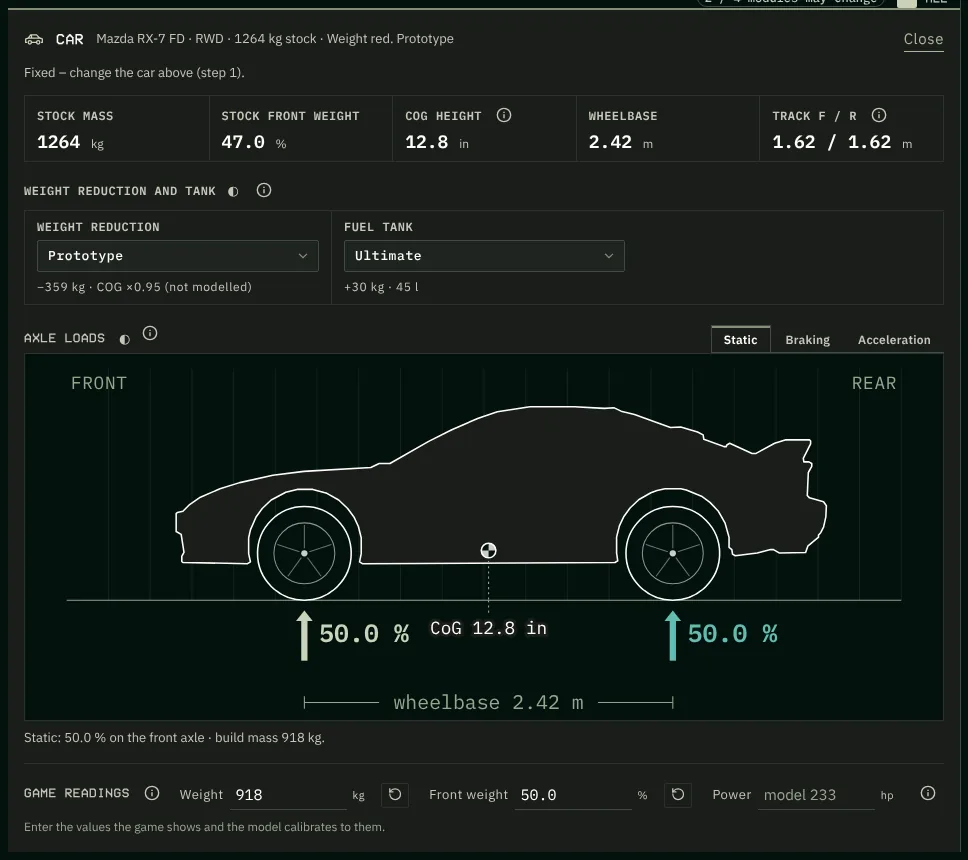 CAR Mazda RX-7 FD · RWD · 1264 kg stock · Weight red. Prototype Close
Fixed – change the car above (step 1).
STOCK MASS STOCK FRONT WEIGHT COG HEIGHT WHEELBASE TRACK F / R
1264 kg 47.0 % 12.8 in 2.42 m 1.62 / 1.62 m
WEIGHT REDUCTION AND TANK
WEIGHT REDUCTION FUEL TANK
Prototype Ultimate
−359 kg · COG ×0.95 (not modelled) +30 kg · 45 l
AXLE LOADS Static Braking Acceleration
FRONT REAR
50.0 % CoG 12.8 in 50.0 %
wheelbase 2.42 m
Static: 50.0 % on the front axle · build mass 918 kg.
GAME READINGS Weight 918 kg Front weight 50.0 % Power model 233 hp
Enter the values the game shows and the model calibrates to them.